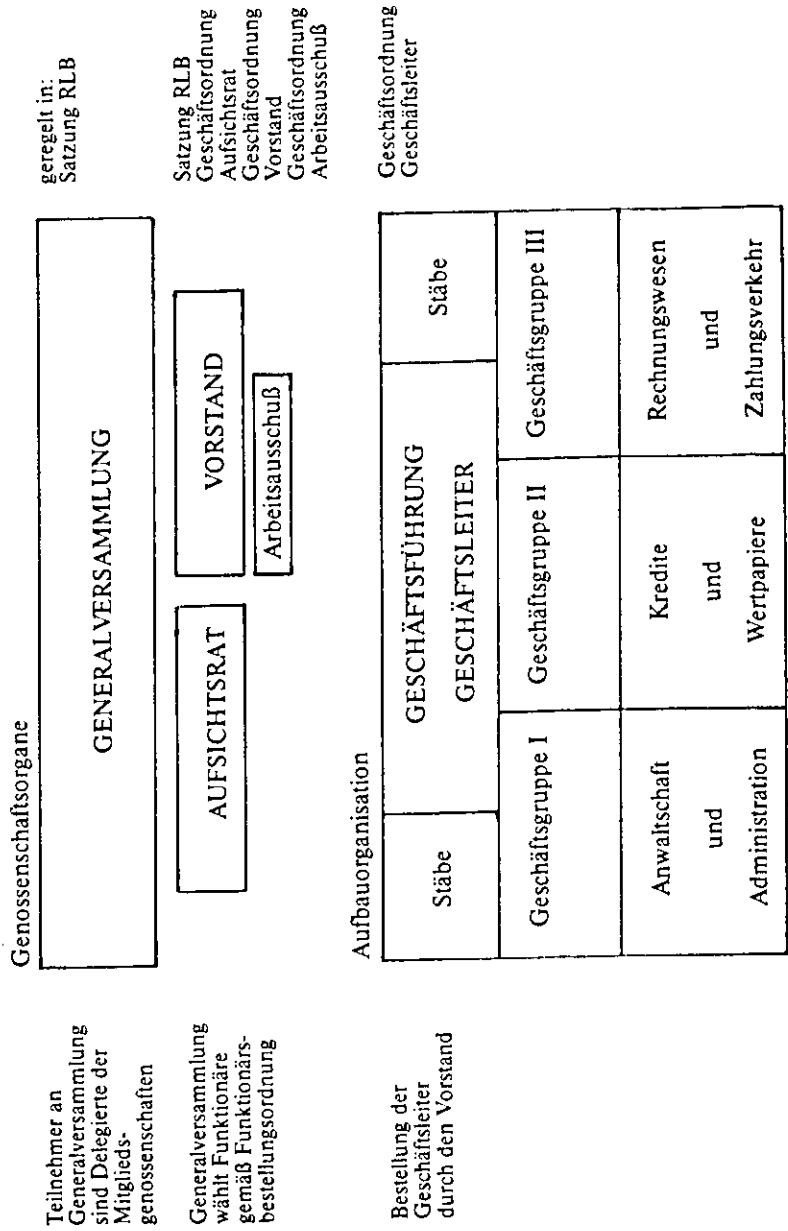 Teilnehmer an
Generalversammlung
sind Delegierte der
Mitglieds-
genossenschaften
Genossenschaftsorgane
GENERALVERSAMMLUNG
geregelt in:
Satzung RLB
Generalversammlung
wählt Funktionäre
gemäß Funktionärs-
bestellungsordnung
AUFSICHTSRAT
VORSTAND
Arbeitsausschuß
Satzung RLB
Geschäftsordnung
Aufsichtsrat
Geschäftsordnung
Vorstand
Geschäftsordnung
Arbeitsausschuß
Bestellung der
Geschäftsleiter
durch den Vorstand
Aufbauorganisation
Stäbe
GESCHÄFTSFÜHRUNG
GESCHÄFTSLEITER
Stäbe
Geschäftsgruppe I
Geschäftsgruppe II
Geschäftsgruppe III
Anwaltschaft
und
Administration
Kredite
und
Wertpapiere
Rechnungswesen
und
Zahlungsverkehr
Geschäftsordnung
Geschäftsleiter